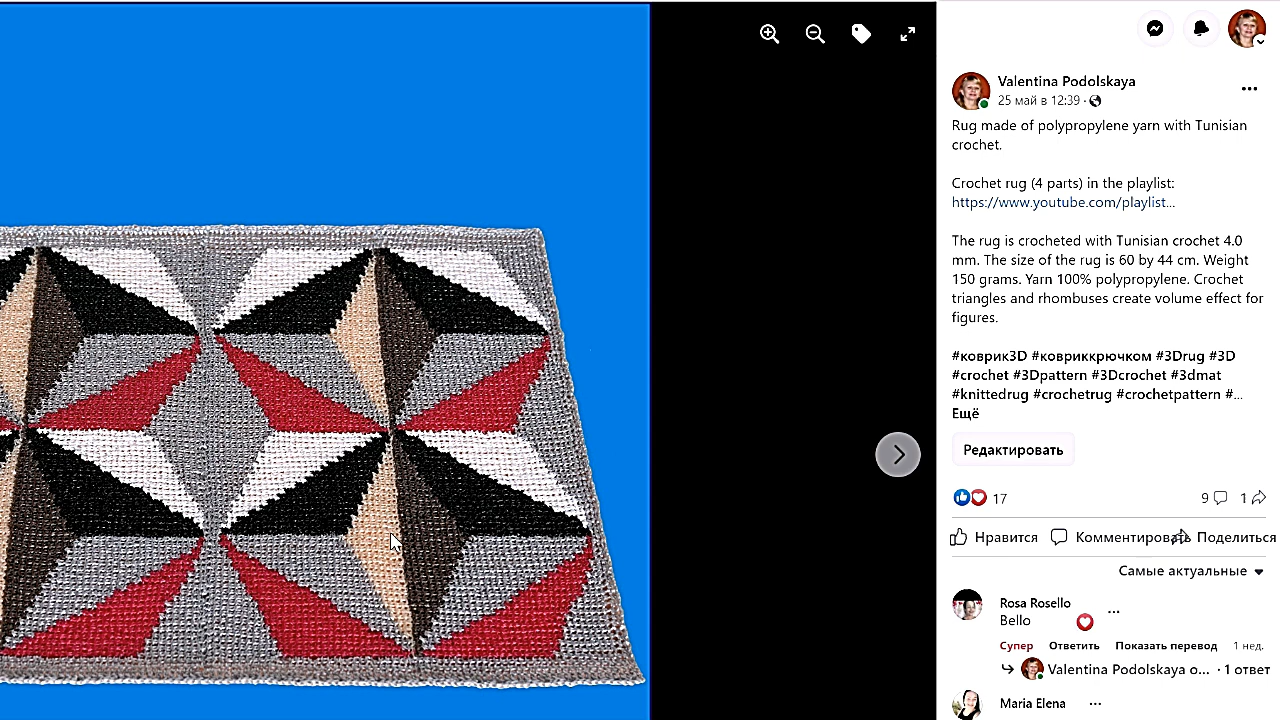 Valentina Podolskaya
25 май в 12:39 ·
Rug made of polypropylene yarn with Tunisian
crochet.
Crochet rug (4 parts) in the playlist:
https://www.youtube.com/playlist...
The rug is crocheted with Tunisian crochet 4.0
mm. The size of the rug is 60 by 44 cm. Weight
150 grams. Yarn 100% polypropylene. Crochet
triangles and rhombuses create volume effect for
figures.
#коврик3D #ковриккрючком #3Drug #3D
#crochet #3Dpattern #3Dcrochet #3dmat
#knittedrug #crochetrug #crochetpattern #...
Ещё
Редактировать
17 9 1
Нравится Комментировать Поделиться
Самые актуальные
Rosa Rosello
Bello
Супер Ответить Показать перевод 1 нед.
Valentina Podolskaya о... · 1 ответ
Maria Elena